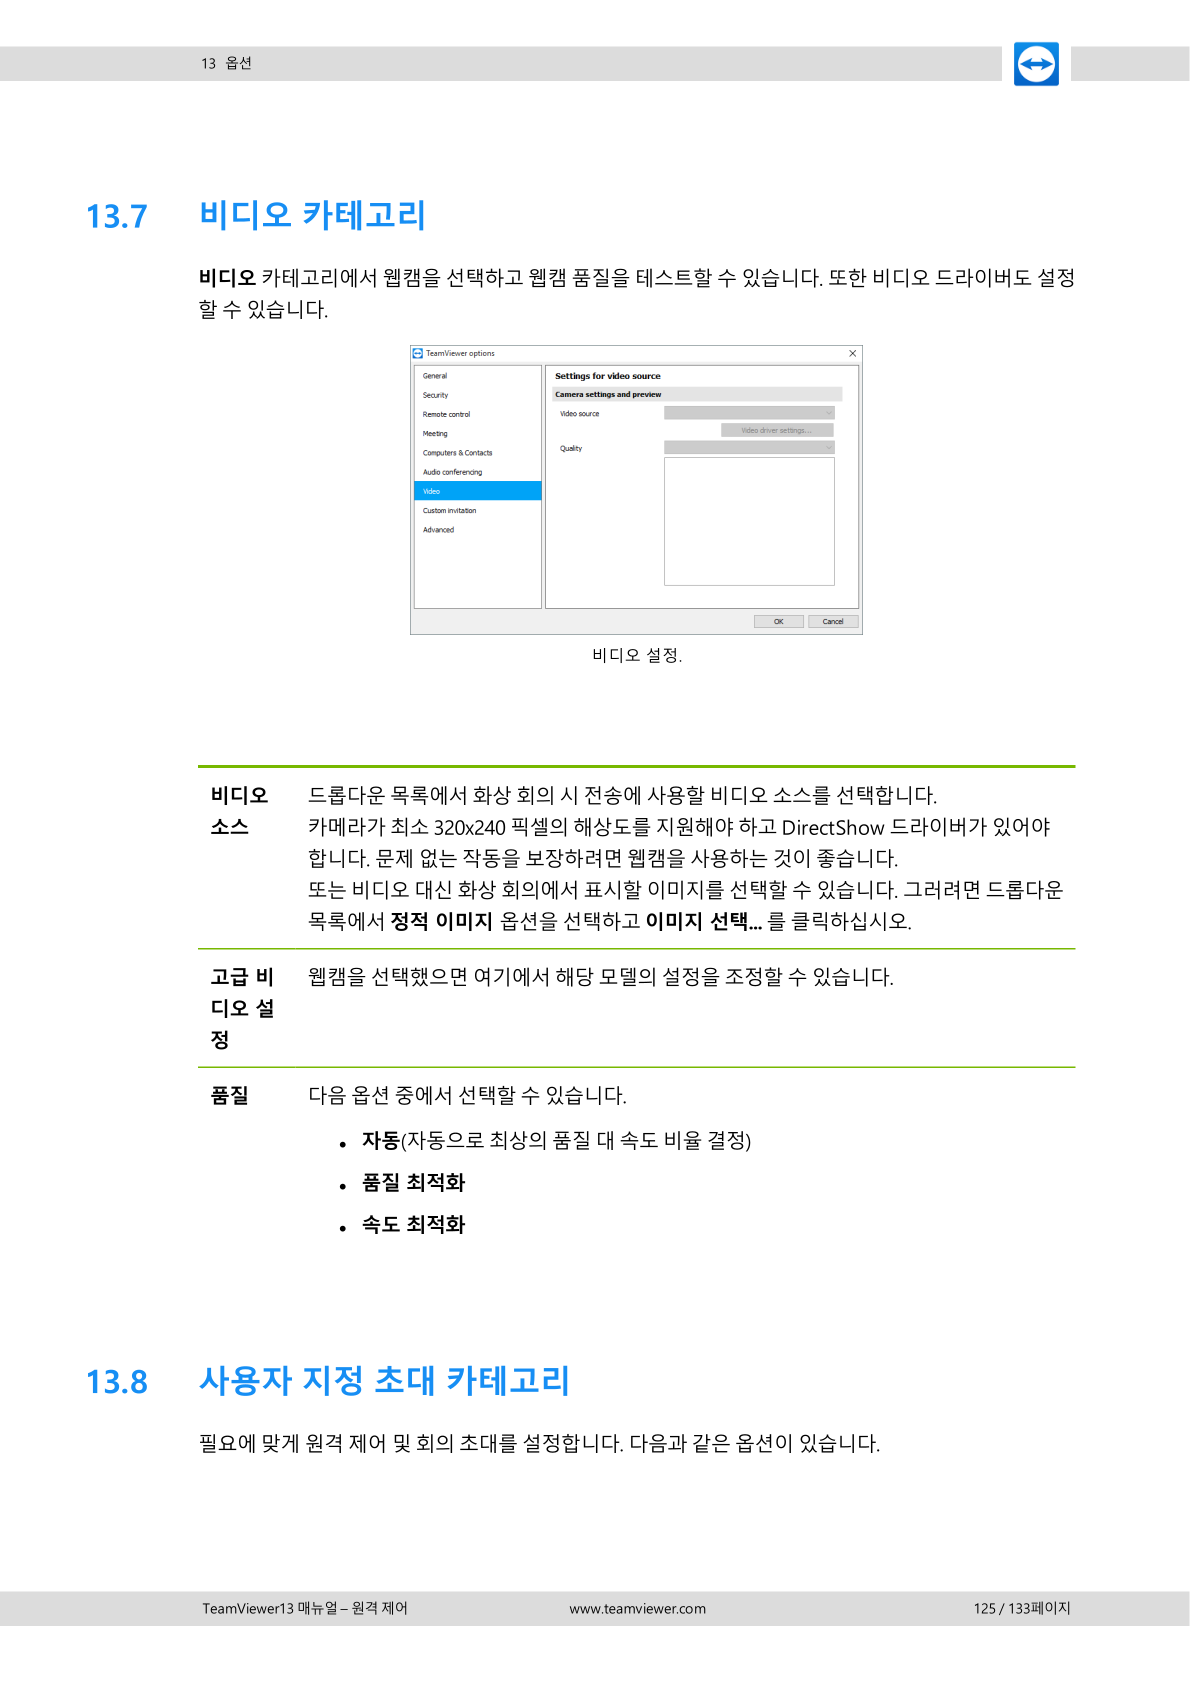 13 옵션
13.7 비디오 카테고리
비디오 카테고리에서 웹캠을 선택하고 웹캠 품질을 테스트할 수 있습니다. 또한 비디오 드라이버도 설정
할 수 있습니다.
TeamViewer options
General
Security
Remote control
Meeting
Computers & Contacts
Audio conferencing
Video
Custom invitation
Advanced
Settings for video source
Camera settings and preview
Video source
Video driver settings...
Quality
OK Cancel
비디오 설정.
비디오
소스
드롭다운 목록에서 화상 회의 시 전송에 사용할 비디오 소스를 선택합니다.
카메라가 최소 320x240 픽셀의 해상도를 지원해야 하고 DirectShow 드라이버가 있어야
합니다. 문제 없는 작동을 보장하려면 웹캠을 사용하는 것이 좋습니다.
또는 비디오 대신 화상 회의에서 표시할 이미지를 선택할 수 있습니다. 그러려면 드롭다운
목록에서 정적 이미지 옵션을 선택하고 이미지 선택... 를 클릭하십시오.
고급 비
디오 설
정
웹캠을 선택했으면 여기에서 해당 모델의 설정을 조정할 수 있습니다.
품질
다음 옵션 중에서 선택할 수 있습니다.
• 자동(자동으로 최상의 품질 대 속도 비율 결정)
• 품질 최적화
• 속도 최적화
13.8 사용자 지정 초대 카테고리
필요에 맞게 원격 제어 및 회의 초대를 설정합니다. 다음과 같은 옵션이 있습니다.
TeamViewer13 매뉴얼 – 원격 제어 www.teamviewer.com 125 / 133페이지